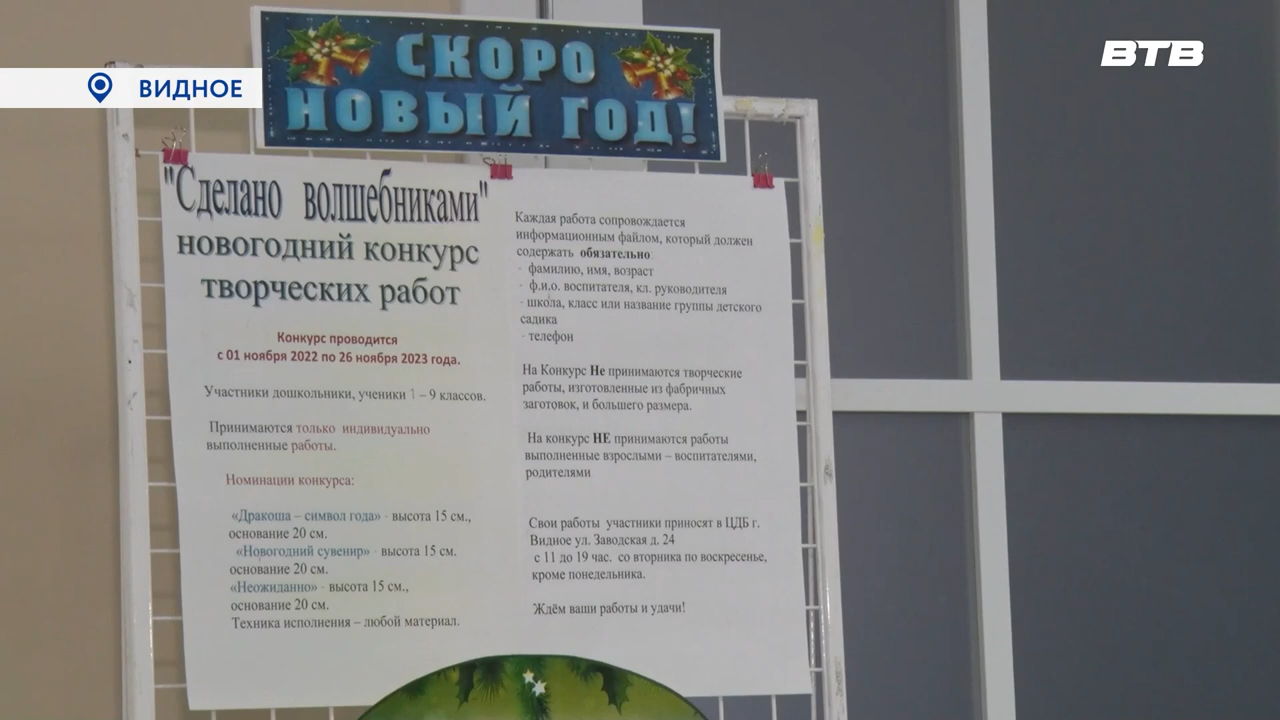 ВИДНОЕ
ВТВ
СКОРО
НОВЫЙ ГОД!
"Сделано волшебниками"
новогодний конкурс
творческих работ
Конкурс проводится
с 01 ноября 2022 по 26 ноября 2023 года.
Участники дошкольники, ученики 1 – 9 классов.
Принимаются только индивидуально
выполненные работы.
Номинации конкурса:
«Дракоша – символ года» - высота 15 см.,
основание 20 см.
«Новогодний сувенир» - высота 15 см.
основание 20 см.
«Неожиданно» - высота 15 см.,
основание 20 см.
Техника исполнения – любой материал.
Каждая работа сопровождается
информационным файлом, который должен
содержать обязательно:
- фамилию, имя, возраст
- ф.и.о. воспитателя, кл. руководителя
- школа, класс или название группы детского
садика
- телефон
На Конкурс Не принимаются творческие
работы, изготовленные из фабричных
заготовок, и большего размера.
На конкурс НЕ принимаются работы
выполненные взрослыми – воспитателями,
родителями
Свои работы участники приносят в ЦДБ г.
Видное ул. Заводская д. 24
с 11 до 19 час. со вторника по воскресенье,
кроме понедельника.
Ждём ваши работы и удачи!